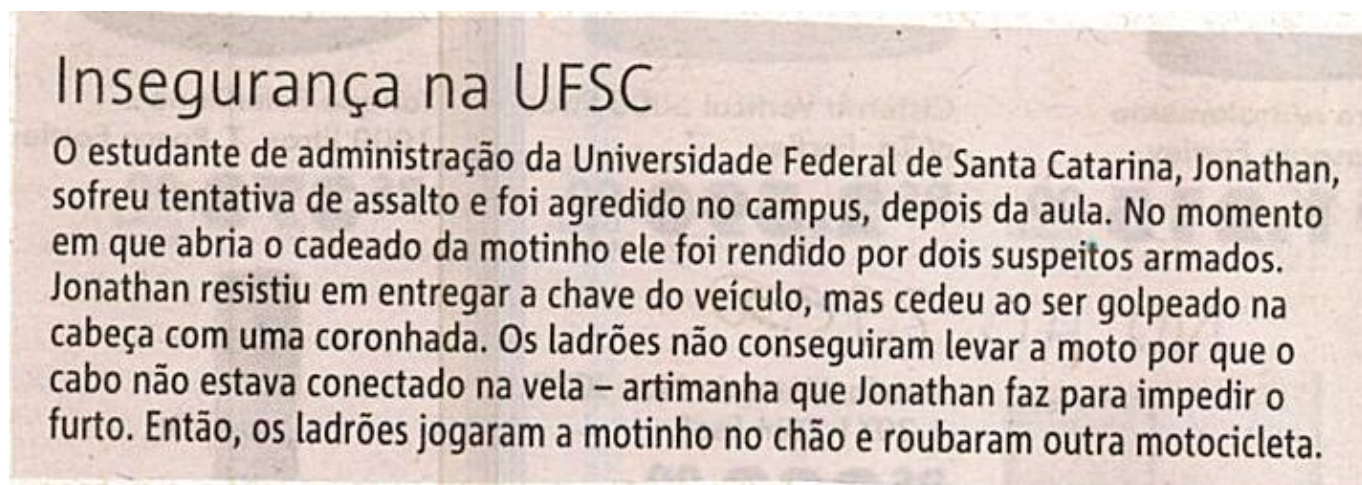 Insegurança na UFSC
O estudante de administração da Universidade Federal de Santa Catarina, Jonathan,
sofreu tentativa de assalto e foi agredido no campus, depois da aula. No momento
em que abria o cadeado da motinho ele foi rendido por dois suspeitos armados.
Jonathan resistiu em entregar a chave do veículo, mas cedeu ao ser golpeado na
cabeça com uma coronhada. Os ladrões não conseguiram levar a moto por que o
cabo não estava conectado na vela – artimanha que Jonathan faz para impedir o
furto. Então, os ladrões jogaram a motinho no chão e roubaram outra motocicleta.